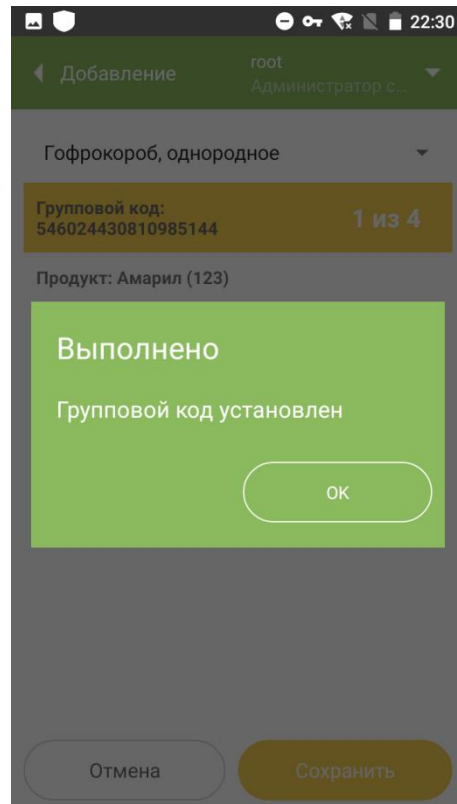 22:30
Добавление
root
Администратор с...
Гофрокороб, однородное
Групповой код:
546024430810985144
1 из 4
Продукт: Амарил (123)
Выполнено
Групповой код установлен
ОК
Отмена
Сохранить